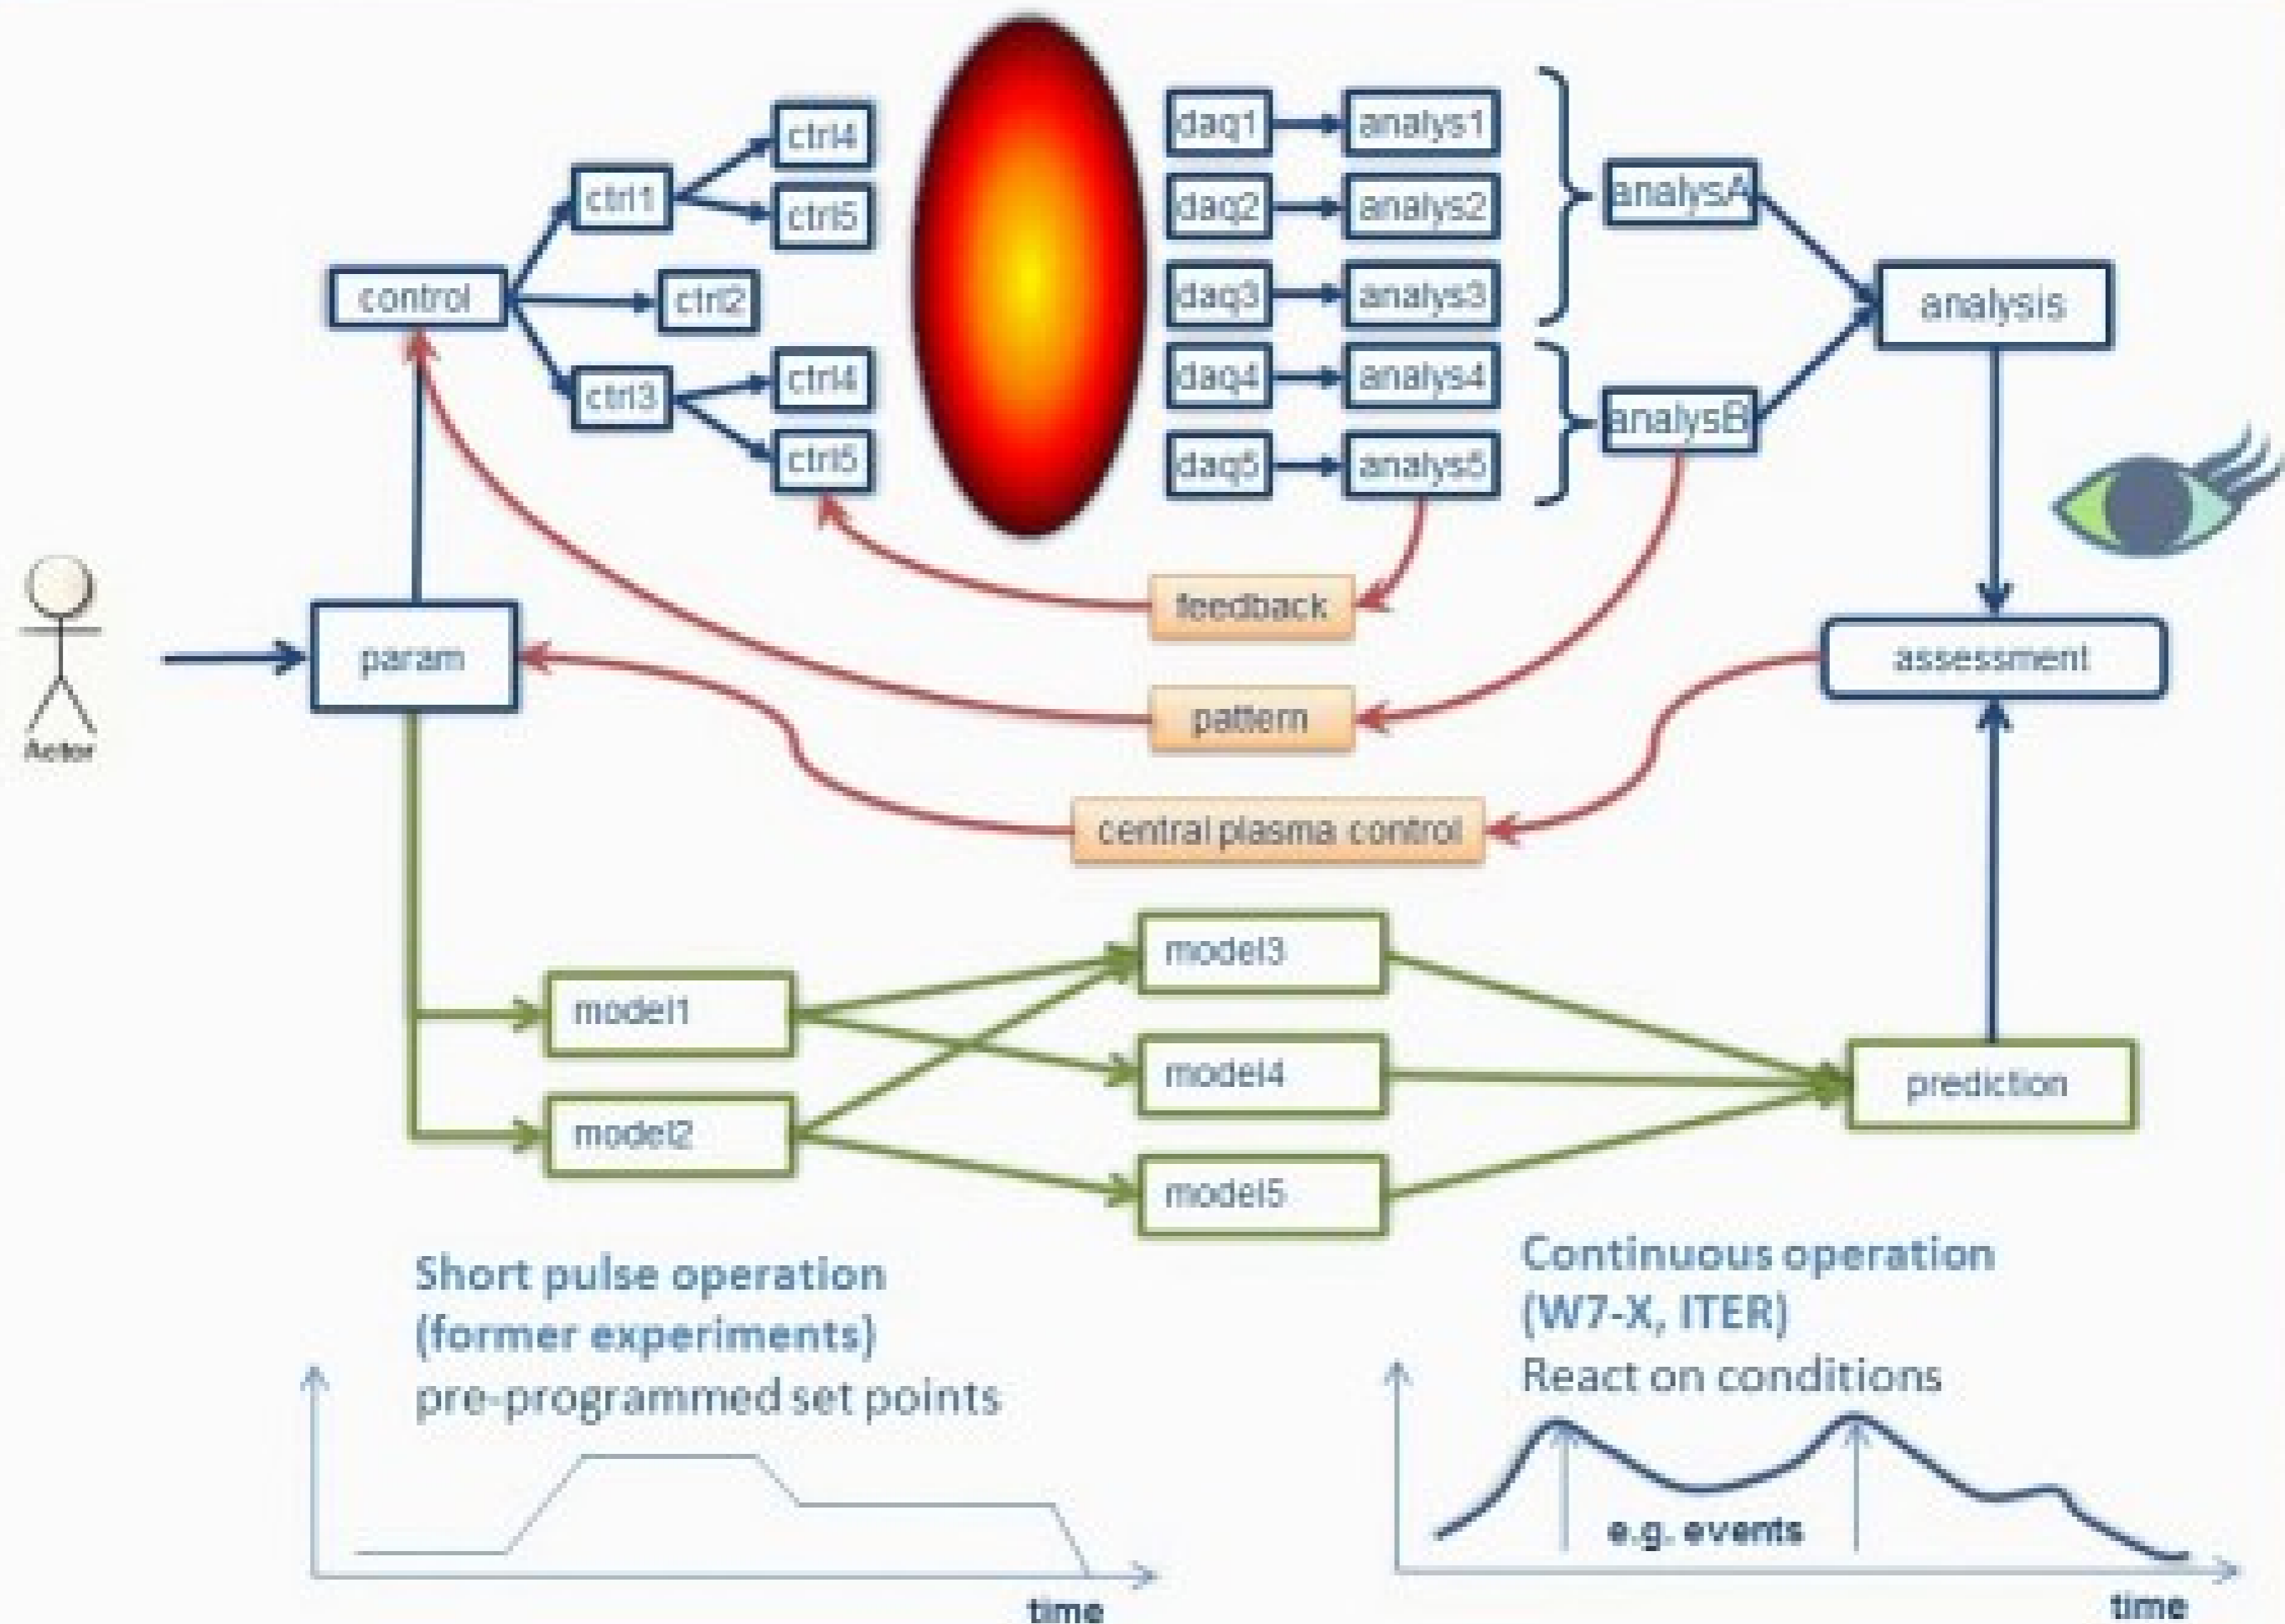 ctrl4
ctrl1
ctrl5
control
ctrl2
ctrl4
ctrl3
ctrl5
daq1
analys1
daq2
analys2
daq3
analys3
daq4
analys4
daq5
analys5
analysA
analysB
analysis
feedback
param
assessment
pattern
Actor
central plasma control
model3
model1
model4
prediction
model2
model5
Short pulse operation
(former experiments)
pre-programmed set points
time
Continuous operation
(W7-X, ITER)
React on conditions
e.g. events
time